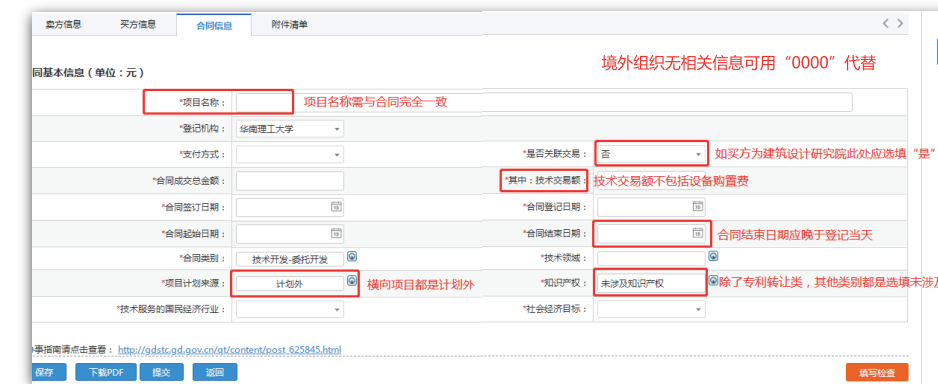 卖方信息 买方信息 合同信息 附件清单
境外组织无相关信息可用“0000”代替
同基本信息（单位：元）
*项目名称： 项目名称需与合同完全一致
*登记机构： 华南理工大学
*支付方式： *是否关联交易： 否 如买方为建筑设计研究院此处应选填“是”
*合同成交总金额： *其中：技术交易额： 技术交易额不包括设备购置费
*合同签订日期： *合同登记日期：
*合同起始日期： *合同结束日期： 合同结束日期应晚于登记当天
*合同类别： 技术开发-委托开发 *技术领域：
*项目计划来源： 计划外 横向项目都是计划外 *知识产权： 未涉及知识产权 除了专利转让类，其他类别都是选填未涉及
*技术服务的国民经济行业： *社会经济目标：
事指南请点击查看： http://gdstc.gd.gov.cn/qt/content/post_625845.html
保存 下载PDF 提交 返回 填写检查